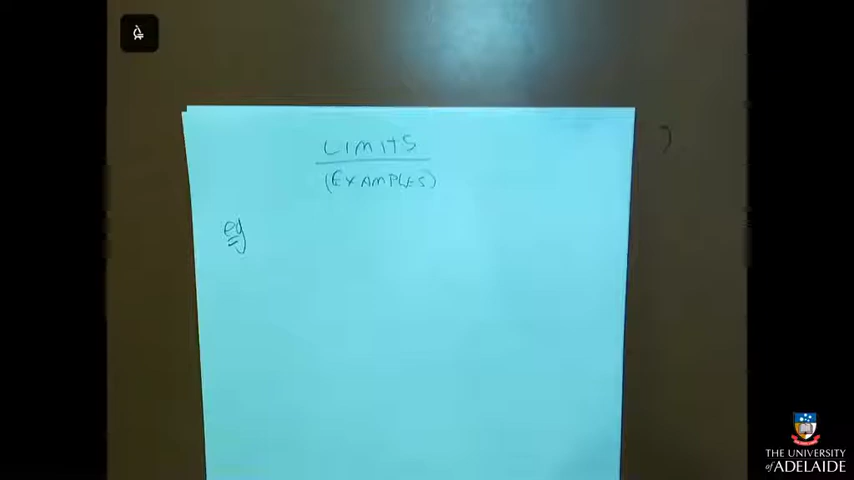 LIMITS
(EXAMPLES)
eg
THE UNIVERSITY
of ADELAIDE